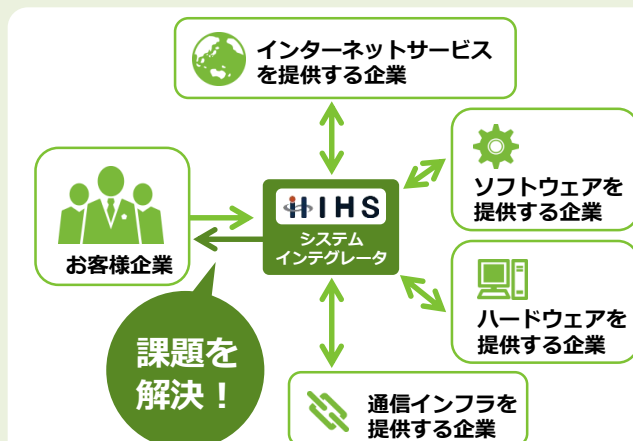 インターネットサービス
を提供する企業
ソフトウェアを
提供する企業
IHS
システム
インテグレータ
お客様企業
ハードウェアを
提供する企業
課題を
解決！
通信インフラを
提供する企業